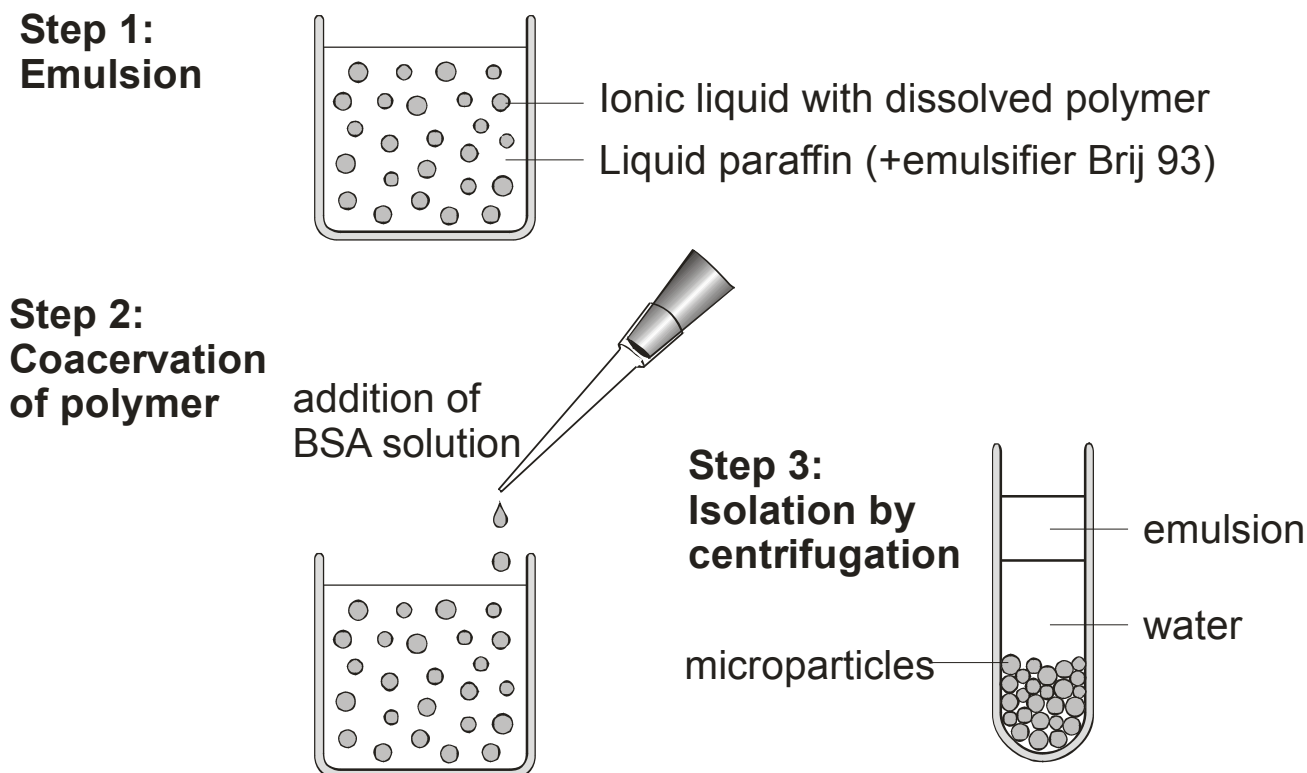 Step 1:
Emulsion
Ionic liquid with dissolved polymer
Liquid paraffin (+emulsifier Brij 93)
Step 2:
Coacervation
of polymer
addition of
BSA solution
Step 3:
Isolation by
centrifugation
emulsion
water
microparticles